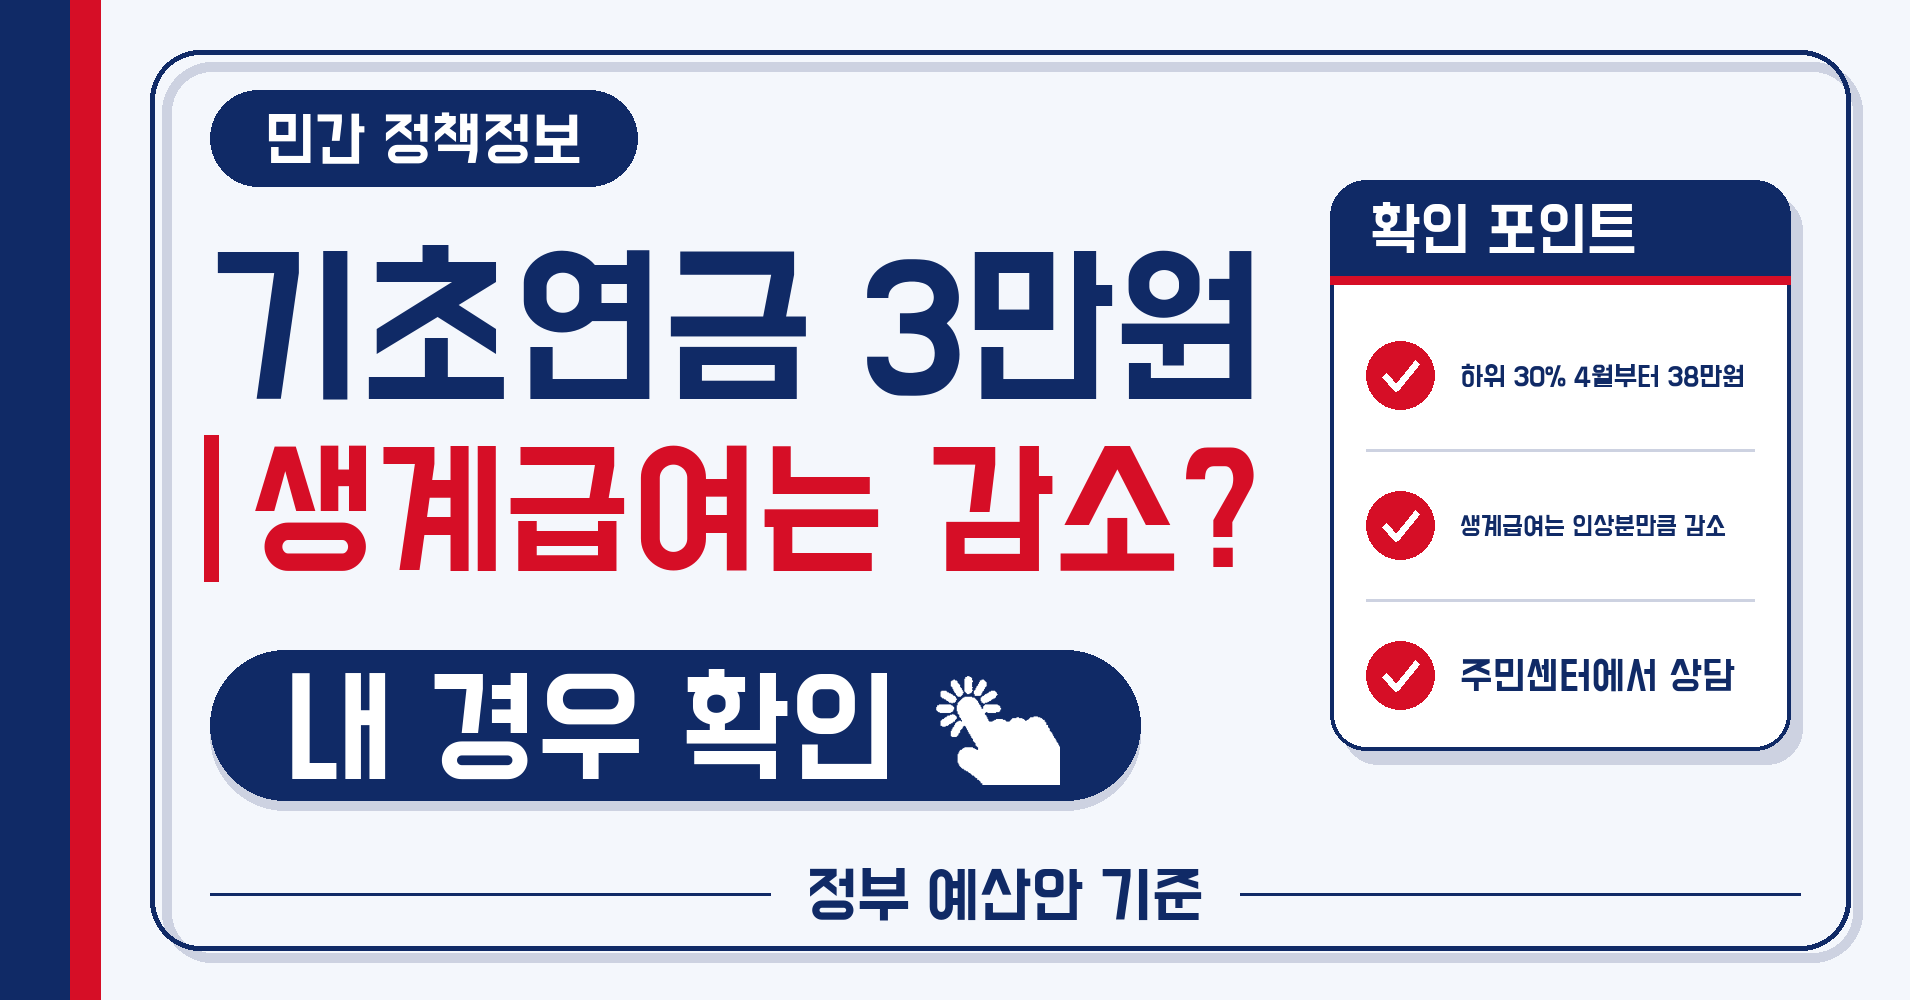 민간 정책정보
기초연금 3만원
생계급여는 감소?
내 경우 확인
확인 포인트
하위 30% 4월부터 38만원
생계급여는 인상분만큼 감소
주민센터에서 상담
정부 예산안 기준